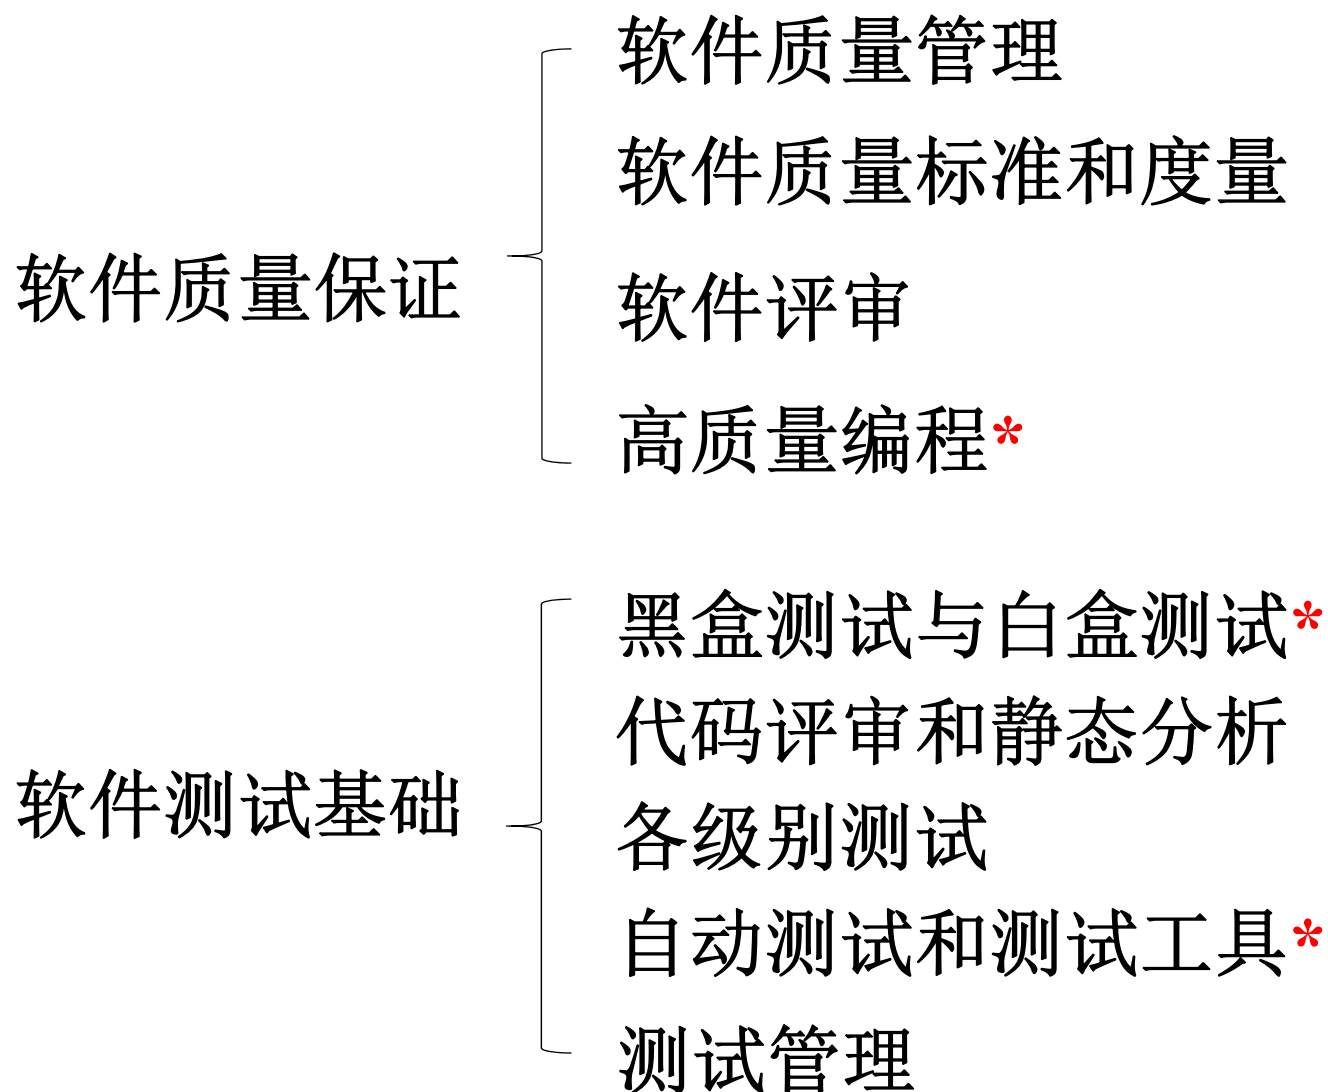 软件质量保证
软件质量管理
软件质量标准和度量
软件评审
高质量编程*
软件测试基础
黑盒测试与白盒测试*
代码评审和静态分析
各级别测试
自动测试和测试工具*
测试管理